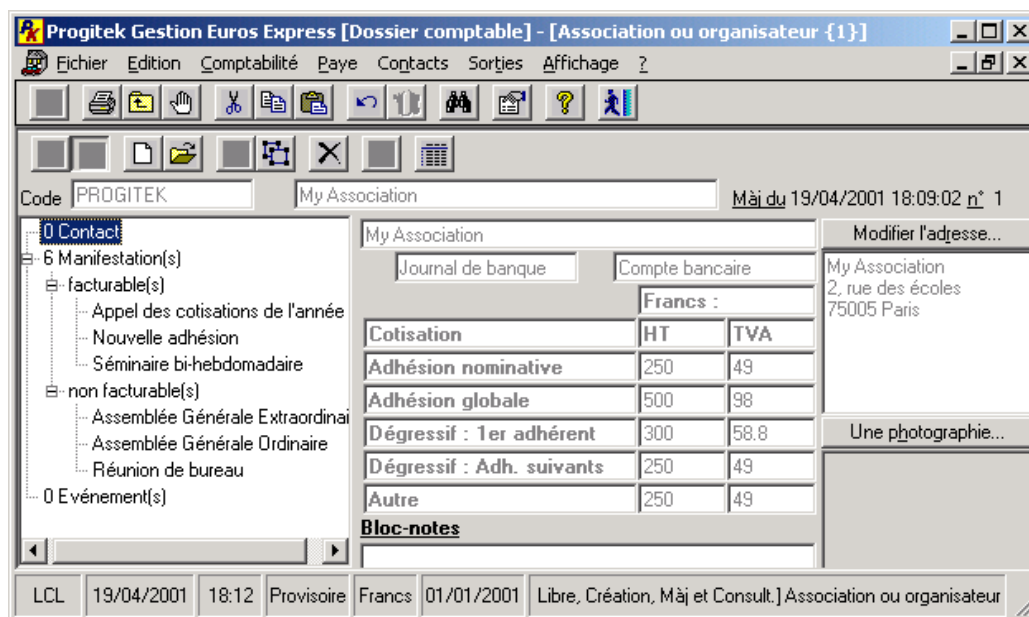 Progitek Gestion Euros Express [Dossier comptable] - [Association ou organisateur {1}]
Fichier Edition Comptabilité Paye Contacts Sorties Affichage ?
Code PROGITEK My Association Màj du 19/04/2001 18:09:02 n° 1
0 Contact
6 Manifestation(s)
facturable(s)
Appel des cotisations de l'année
Nouvelle adhésion
Séminaire bi-hebdomadaire
non facturable(s)
Assemblée Générale Extraordinai
Assemblée Générale Ordinaire
Réunion de bureau
0 Evénement(s)
My Association
Journal de banque Compte bancaire
Francs :
Cotisation HT TVA
Adhésion nominative 250 49
Adhésion globale 500 98
Dégressif : 1er adhérent 300 58.8
Dégressif : Adh. suivants 250 49
Autre 250 49
Bloc-notes
Modifier l'adresse...
My Association
2, rue des écoles
75005 Paris
Une photographie...
LCL 19/04/2001 18:12 Provisoire Francs 01/01/2001 Libre, Création, Màj et Consult.] Association ou organisateur